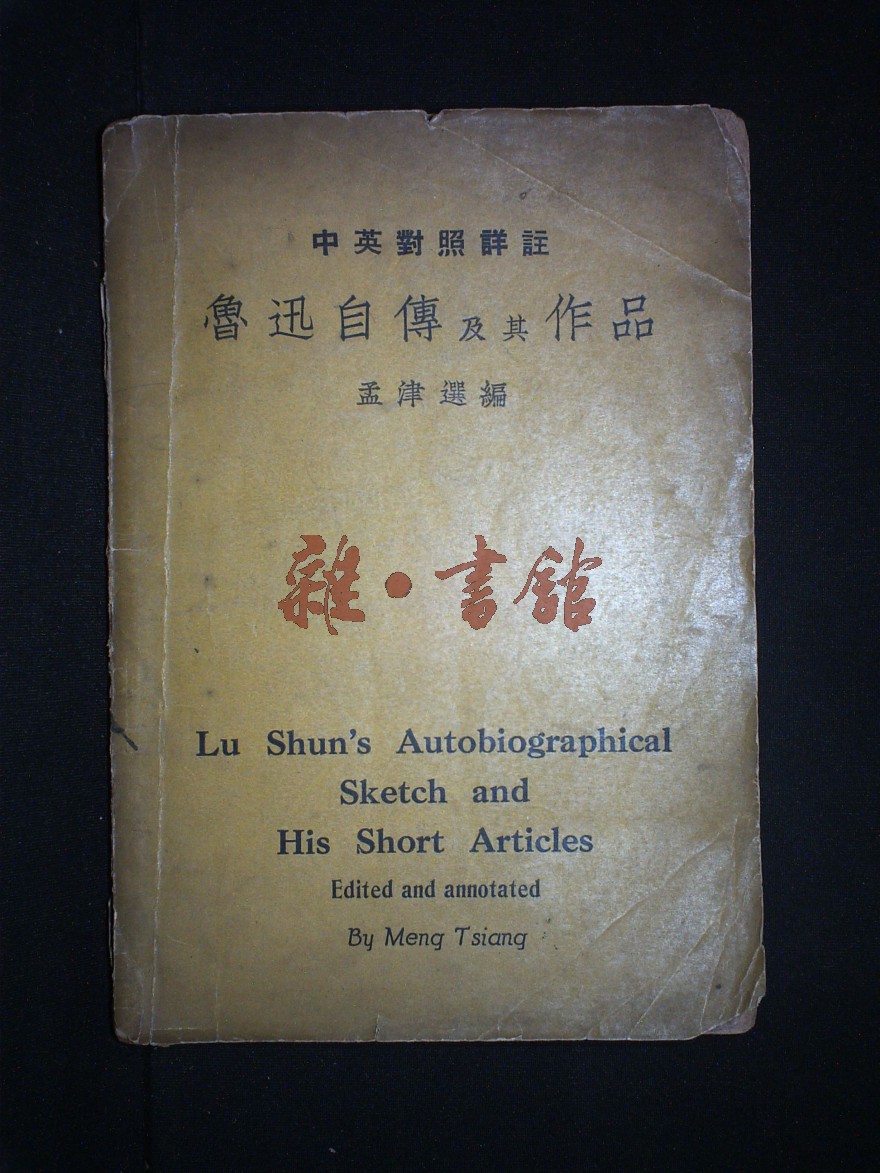 中英對照詳註
魯迅自傳及其作品
孟津選編
雜·書館
Lu Shun's Autobiographical
Sketch and
His Short Articles
Edited and annotated
By Meng Tsiang